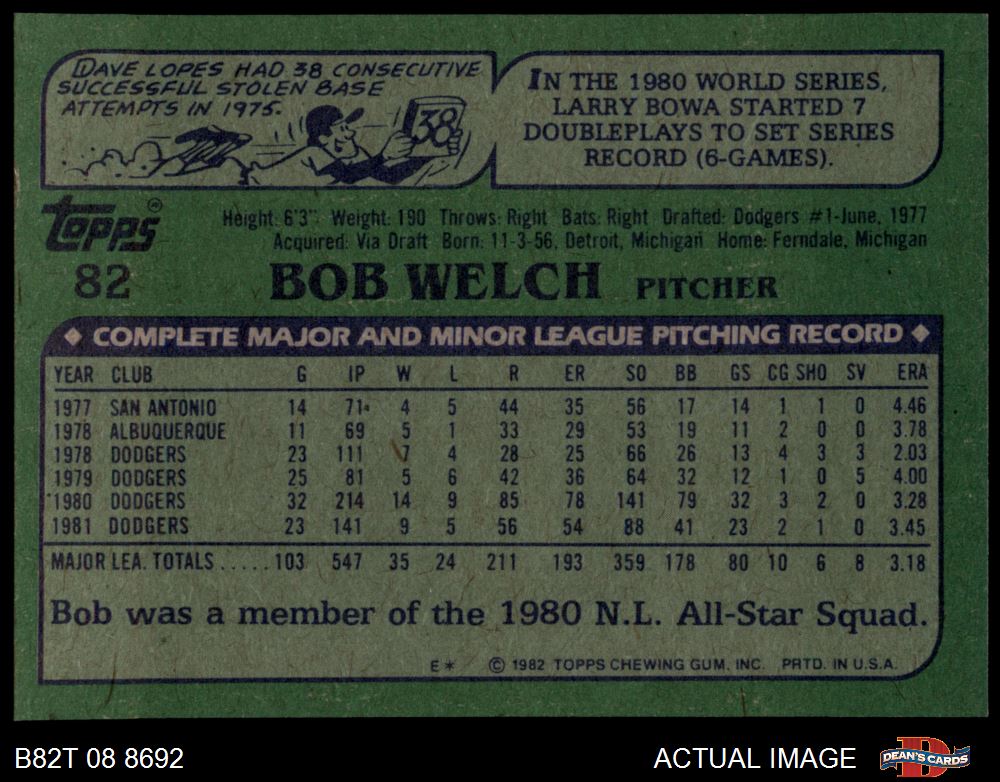 DAVE LOPES HAD 38 CONSECUTIVE
SUCCESSFUL STOLEN BASE
ATTEMPTS IN 1975.
38
IN THE 1980 WORLD SERIES,
LARRY BOWA STARTED 7
DOUBLEPLAYS TO SET SERIES
RECORD (6-GAMES).
topps®
Height: 6'3" Weight: 190 Throws: Right Bats: Right Drafted: Dodgers #1-June, 1977
Acquired: Via Draft Born: 11-3-56, Detroit, Michigan Home: Ferndale, Michigan
82 BOB WELCH PITCHER
◆ COMPLETE MAJOR AND MINOR LEAGUE PITCHING RECORD ◆
YEAR CLUB G IP W L R ER SO BB GS CG SHO SV ERA
1977 SAN ANTONIO 14 71* 4 5 44 35 56 17 14 1 1 0 4.46
1978 ALBUQUERQUE 11 69 5 1 33 29 53 19 11 2 0 0 3.78
1978 DODGERS 23 111 7 4 28 25 66 26 13 4 3 3 2.03
1979 DODGERS 25 81 5 6 42 36 64 32 12 1 0 5 4.00
1980 DODGERS 32 214 14 9 85 78 141 79 32 3 2 0 3.28
1981 DODGERS 23 141 9 5 56 54 88 41 23 2 1 0 3.45
MAJOR LEA. TOTALS ..... 103 547 35 24 211 193 359 178 80 10 6 8 3.18
Bob was a member of the 1980 N.L. All-Star Squad.
E* © 1982 TOPPS CHEWING GUM, INC. PRTD. IN U.S.A.
B82T 08 8692
ACTUAL IMAGE
DEAN'S CARDS